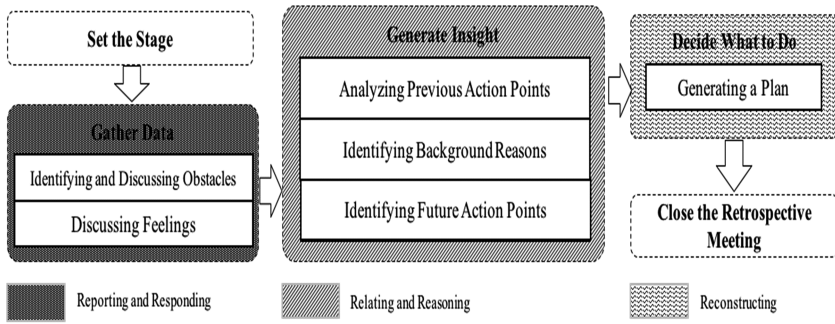 Set the Stage
Gather Data
Identifying and Discussing Obstacles
Discussing Feelings
Generate Insight
Analyzing Previous Action Points
Identifying Background Reasons
Identifying Future Action Points
Decide What to Do
Generating a Plan
Close the Retrospective
Meeting
Reporting and Responding
Relating and Reasoning
Reconstructing